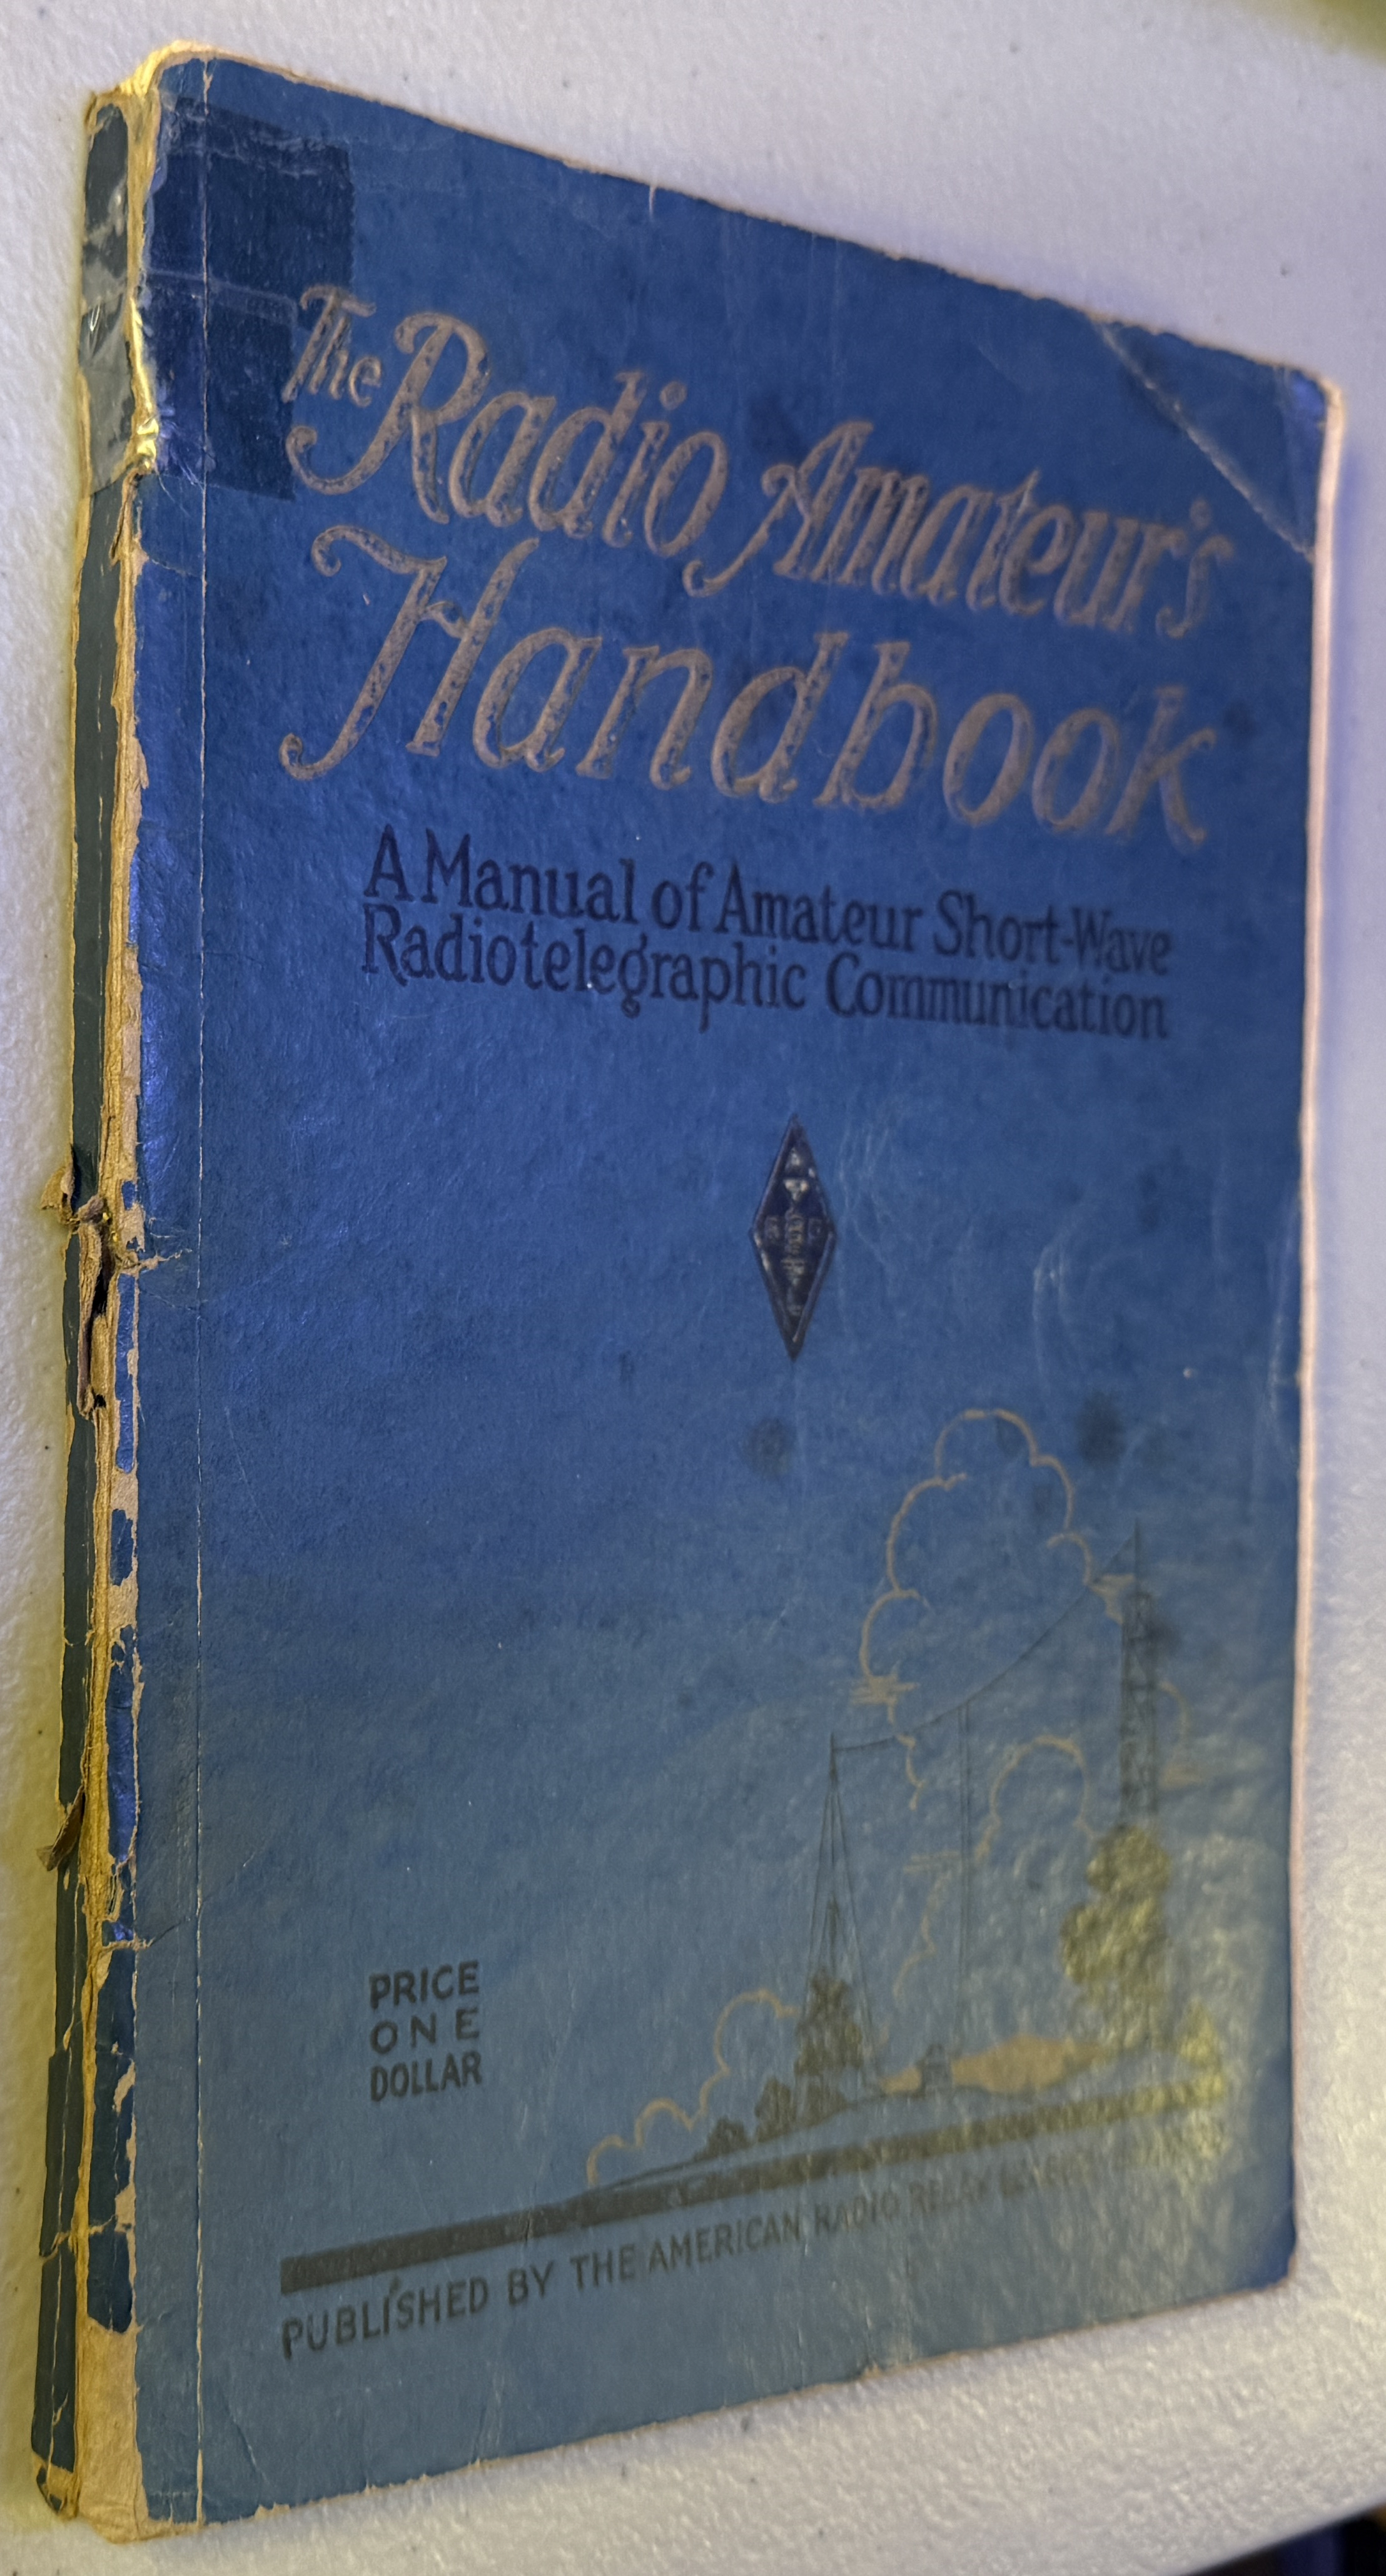 The Radio Amateur's
Handbook
A Manual of Amateur Short-Wave
Radiotelegraphic Communication
PRICE
ONE
DOLLAR
PUBLISHED BY THE AMERICAN RADIO RELAY